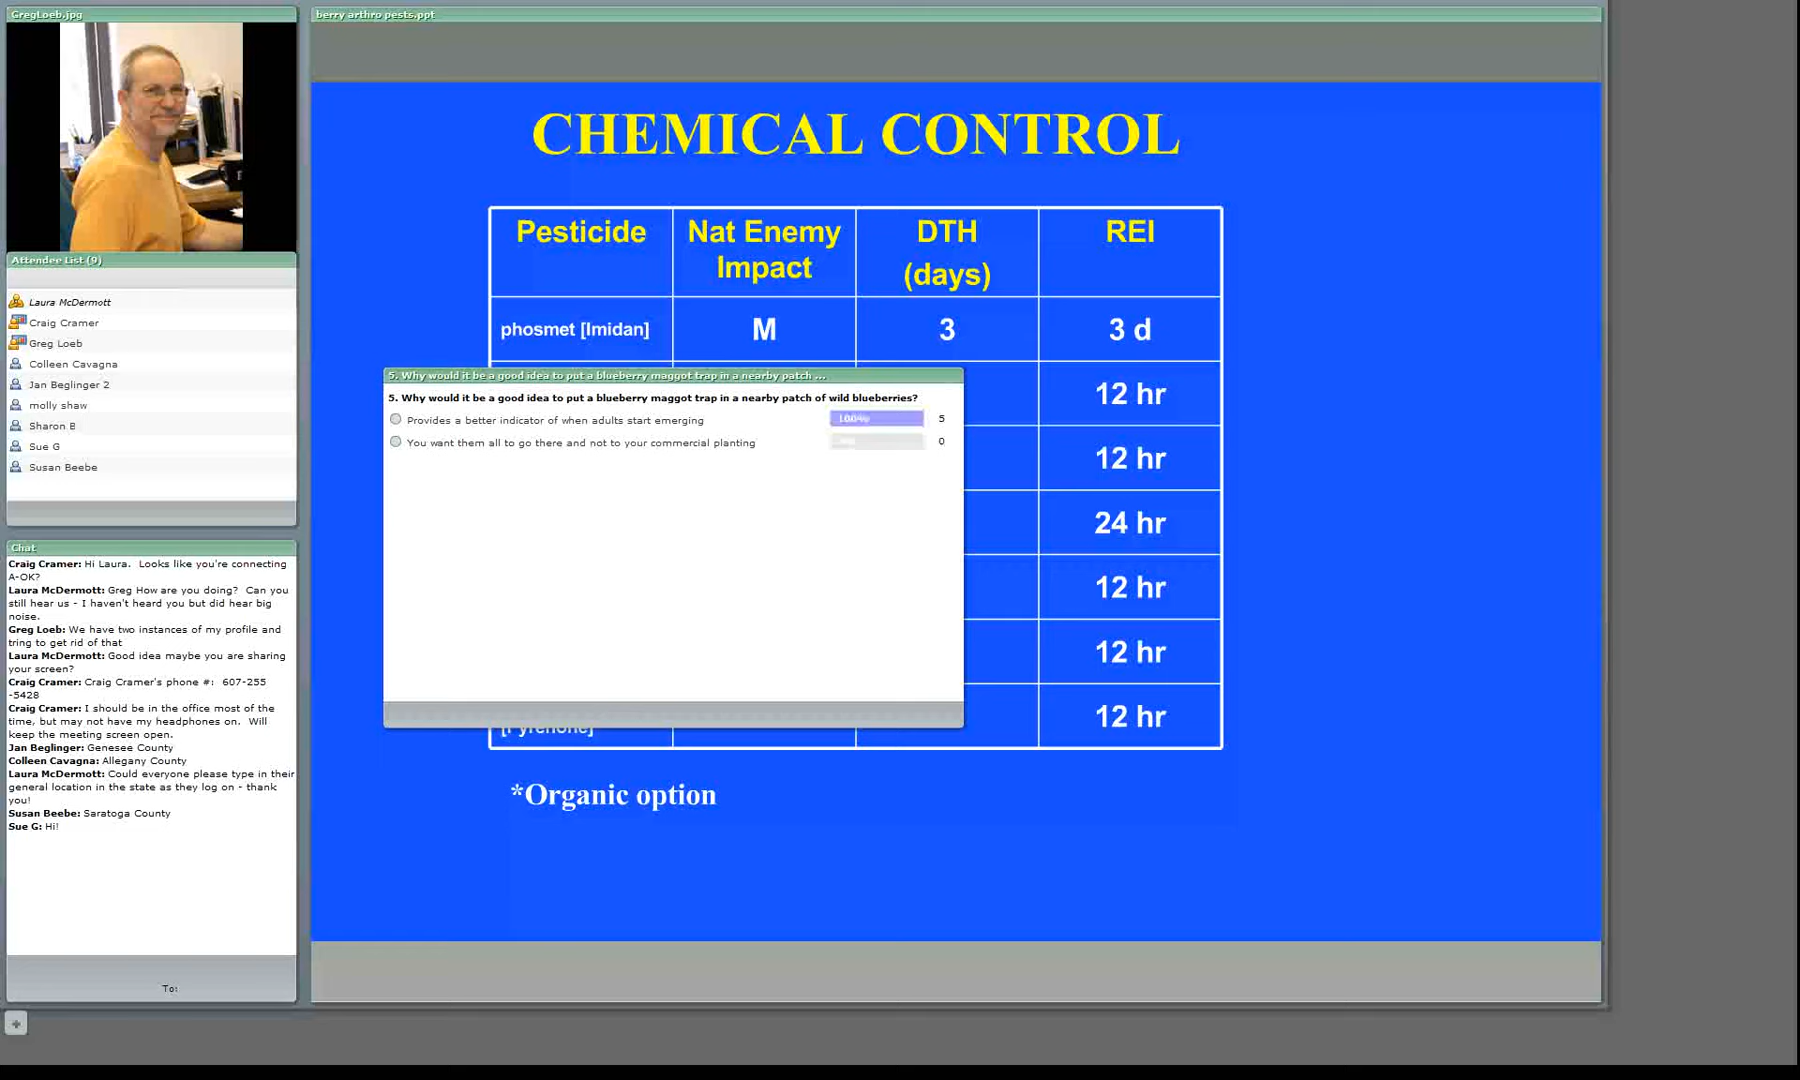 GregLoeb.jpg
berry arthro pests.ppt
Attendee List (9)
Laura McDermott
Craig Cramer
Greg Loeb
Colleen Cavagna
Jan Beglinger 2
molly shaw
Sharon B
Sue G
Susan Beebe
Chat
Craig Cramer: Hi Laura. Looks like you're connecting
A-OK?
Laura McDermott: Greg How are you doing? Can you
still hear us - I haven't heard you but did hear big
noise.
Greg Loeb: We have two instances of my profile and
tring to get rid of that
Laura McDermott: Good idea maybe you are sharing
your screen?
Craig Cramer: Craig Cramer's phone #: 607-255
-5428
Craig Cramer: I should be in the office most of the
time, but may not have my headphones on. Will
keep the meeting screen open.
Jan Beglinger: Genesee County
Colleen Cavagna: Allegany County
Laura McDermott: Could everyone please type in their
general location in the state as they log on - thank
you!
Susan Beebe: Saratoga County
Sue G: Hi!
To:
CHEMICAL CONTROL
Pesticide Nat Enemy Impact DTH (days) REI
phosmet [Imidan] M 3 3 d
12 hr
12 hr
24 hr
12 hr
12 hr
[Pyrenone] 12 hr
*Organic option
5. Why would it be a good idea to put a blueberry maggot trap in a nearby patch ...
5. Why would it be a good idea to put a blueberry maggot trap in a nearby patch of wild blueberries?
Provides a better indicator of when adults start emerging 100% 5
You want them all to go there and not to your commercial planting 0